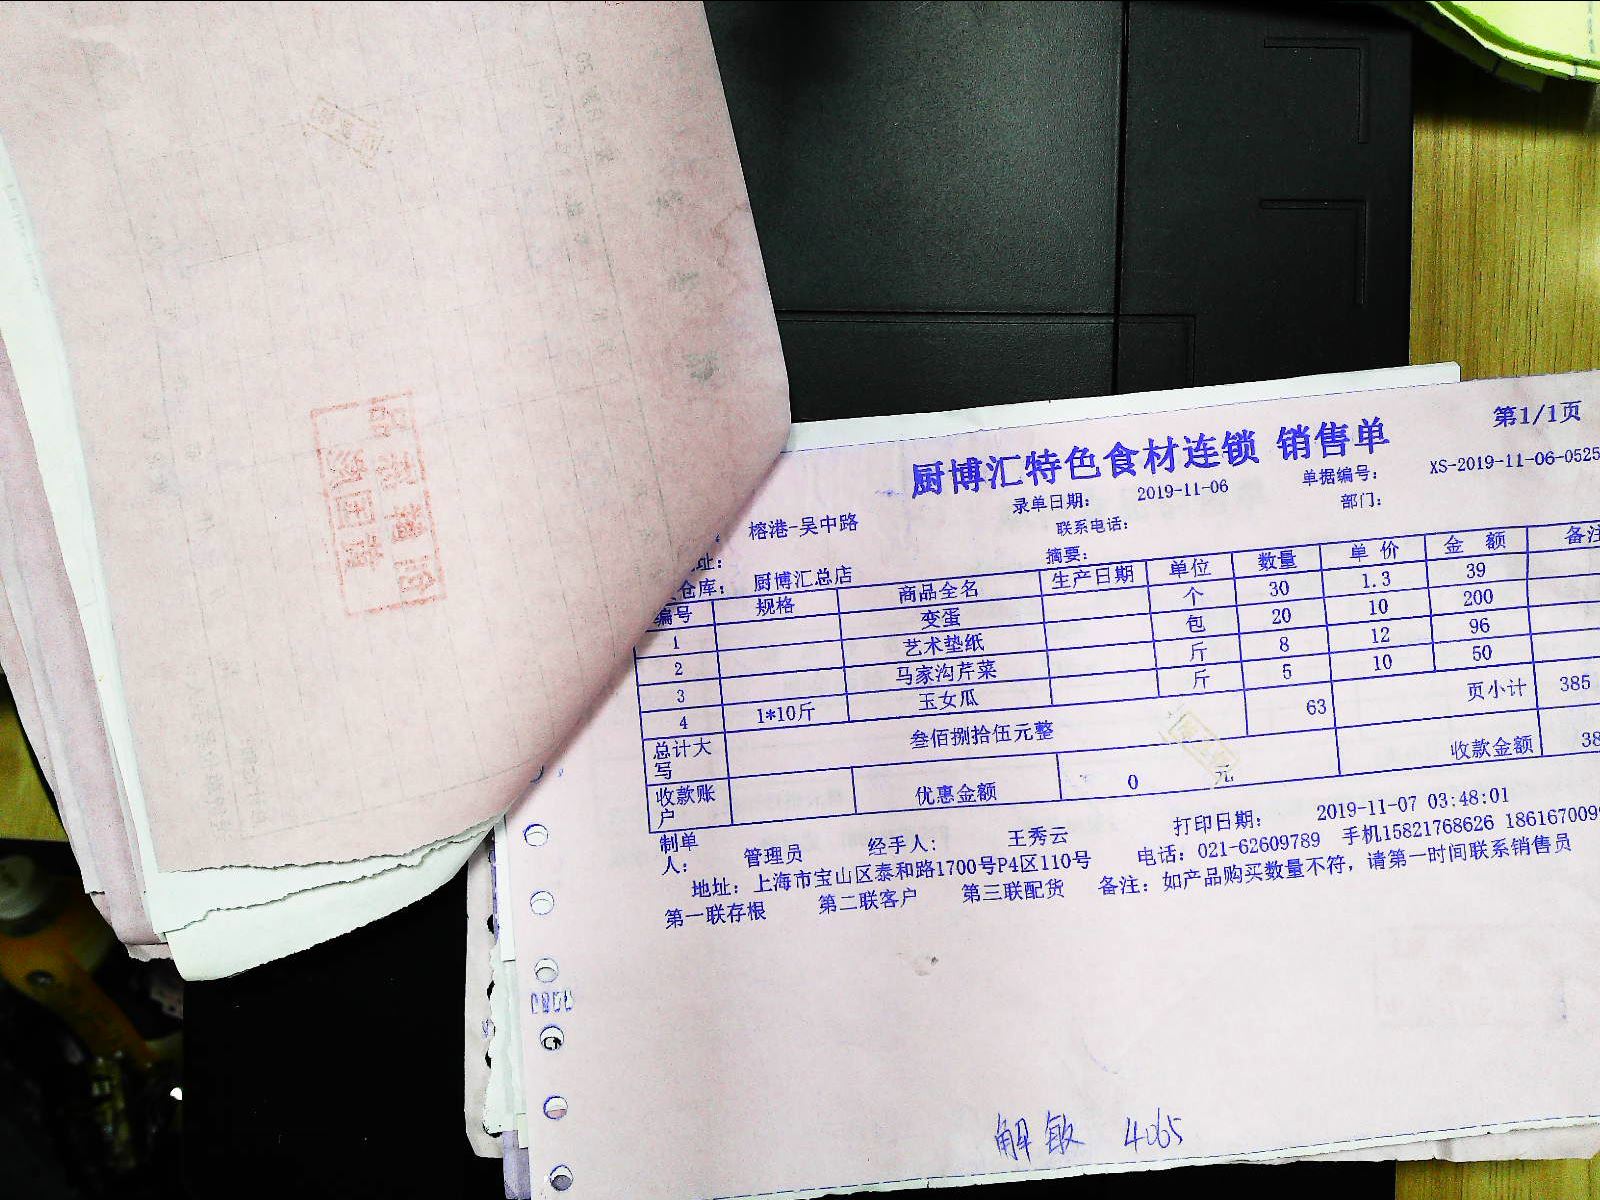 第1/1页
厨博汇特色食材连锁 销售单
录单日期: 2019-11-06 单据编号: XS-2019-11-06-0525
榕港-吴中路 联系电话: 部门:
址: 摘要:
仓库: 厨博汇总店
编号 规格 商品全名 生产日期 单位 数量 单价 金额 备注
1 变蛋 个 30 1.3 39
2 艺术垫纸 包 20 10 200
3 马家沟芹菜 斤 8 12 96
4 1*10斤 玉女瓜 斤 5 10 50
总计大写 叁佰捌拾伍元整 63 页小计 385
收款账户 优惠金额 0 元 收款金额 38
制单人: 管理员 经手人: 王秀云 打印日期: 2019-11-07 03:48:01
地址: 上海市宝山区泰和路1700号P4区110号 电话: 021-62609789 手机15821768626 1861670099
第一联存根 第二联客户 第三联配货 备注: 如产品购买数量不符, 请第一时间联系销售员
解敏 4065